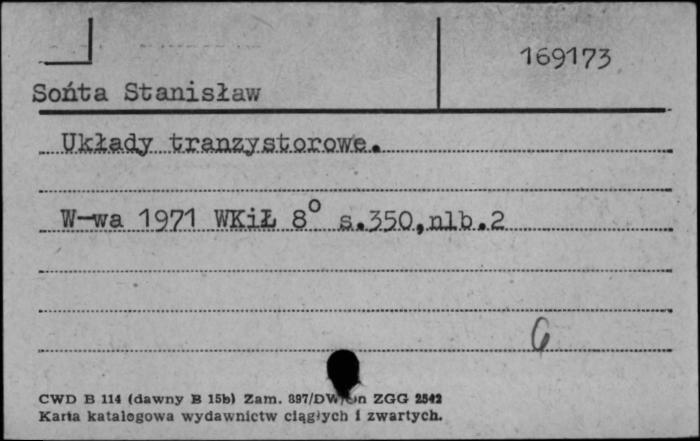 169173
Sońta Stanisław
Układy tranzystorowe.
W-wa 1971 WKiŁ 8° s.350,nlb.2
6
CWD B 114 (dawny B 15b) Zam. 897/DW/ ZGG 2542
Karta katalogowa wydawnictw ciągłych i zwartych.